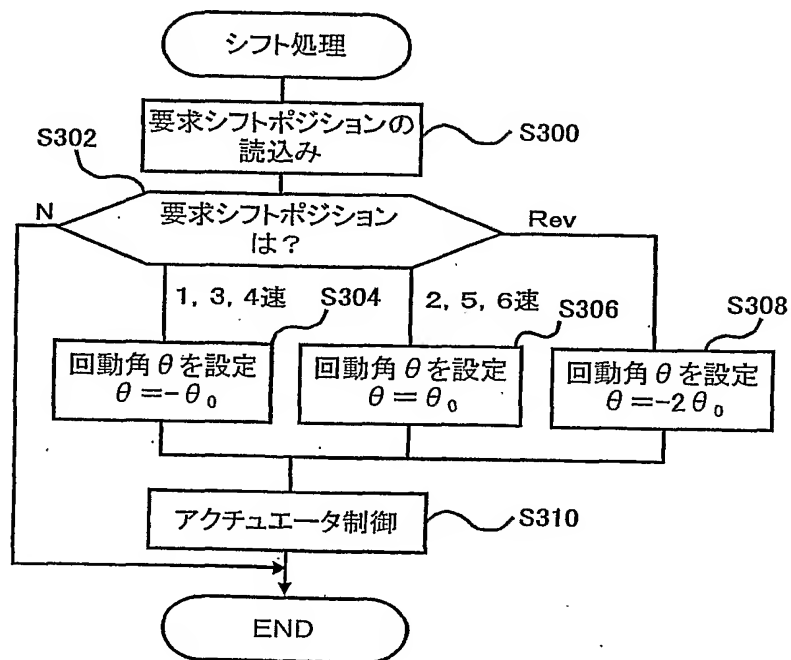 シフト処理
要求シフトポジションの
読込み
S300
S302
要求シフトポジション
は？
N
Rev
1, 3, 4速
S304
2, 5, 6速
S306
S308
回動角θを設定
θ=-θ₀
回動角θを設定
θ=θ₀
回動角θを設定
θ=-2θ₀
アクチュエータ制御
S310
END